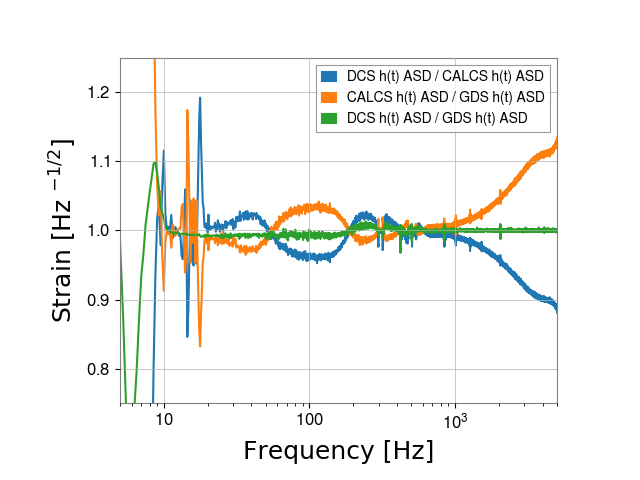 DCS h(t) ASD / CALCS h(t) ASD
CALCS h(t) ASD / GDS h(t) ASD
DCS h(t) ASD / GDS h(t) ASD
1.2
1.1
1.0
0.9
0.8
Strain [Hz $^{-1/2}$]
10
100
10³
Frequency [Hz]